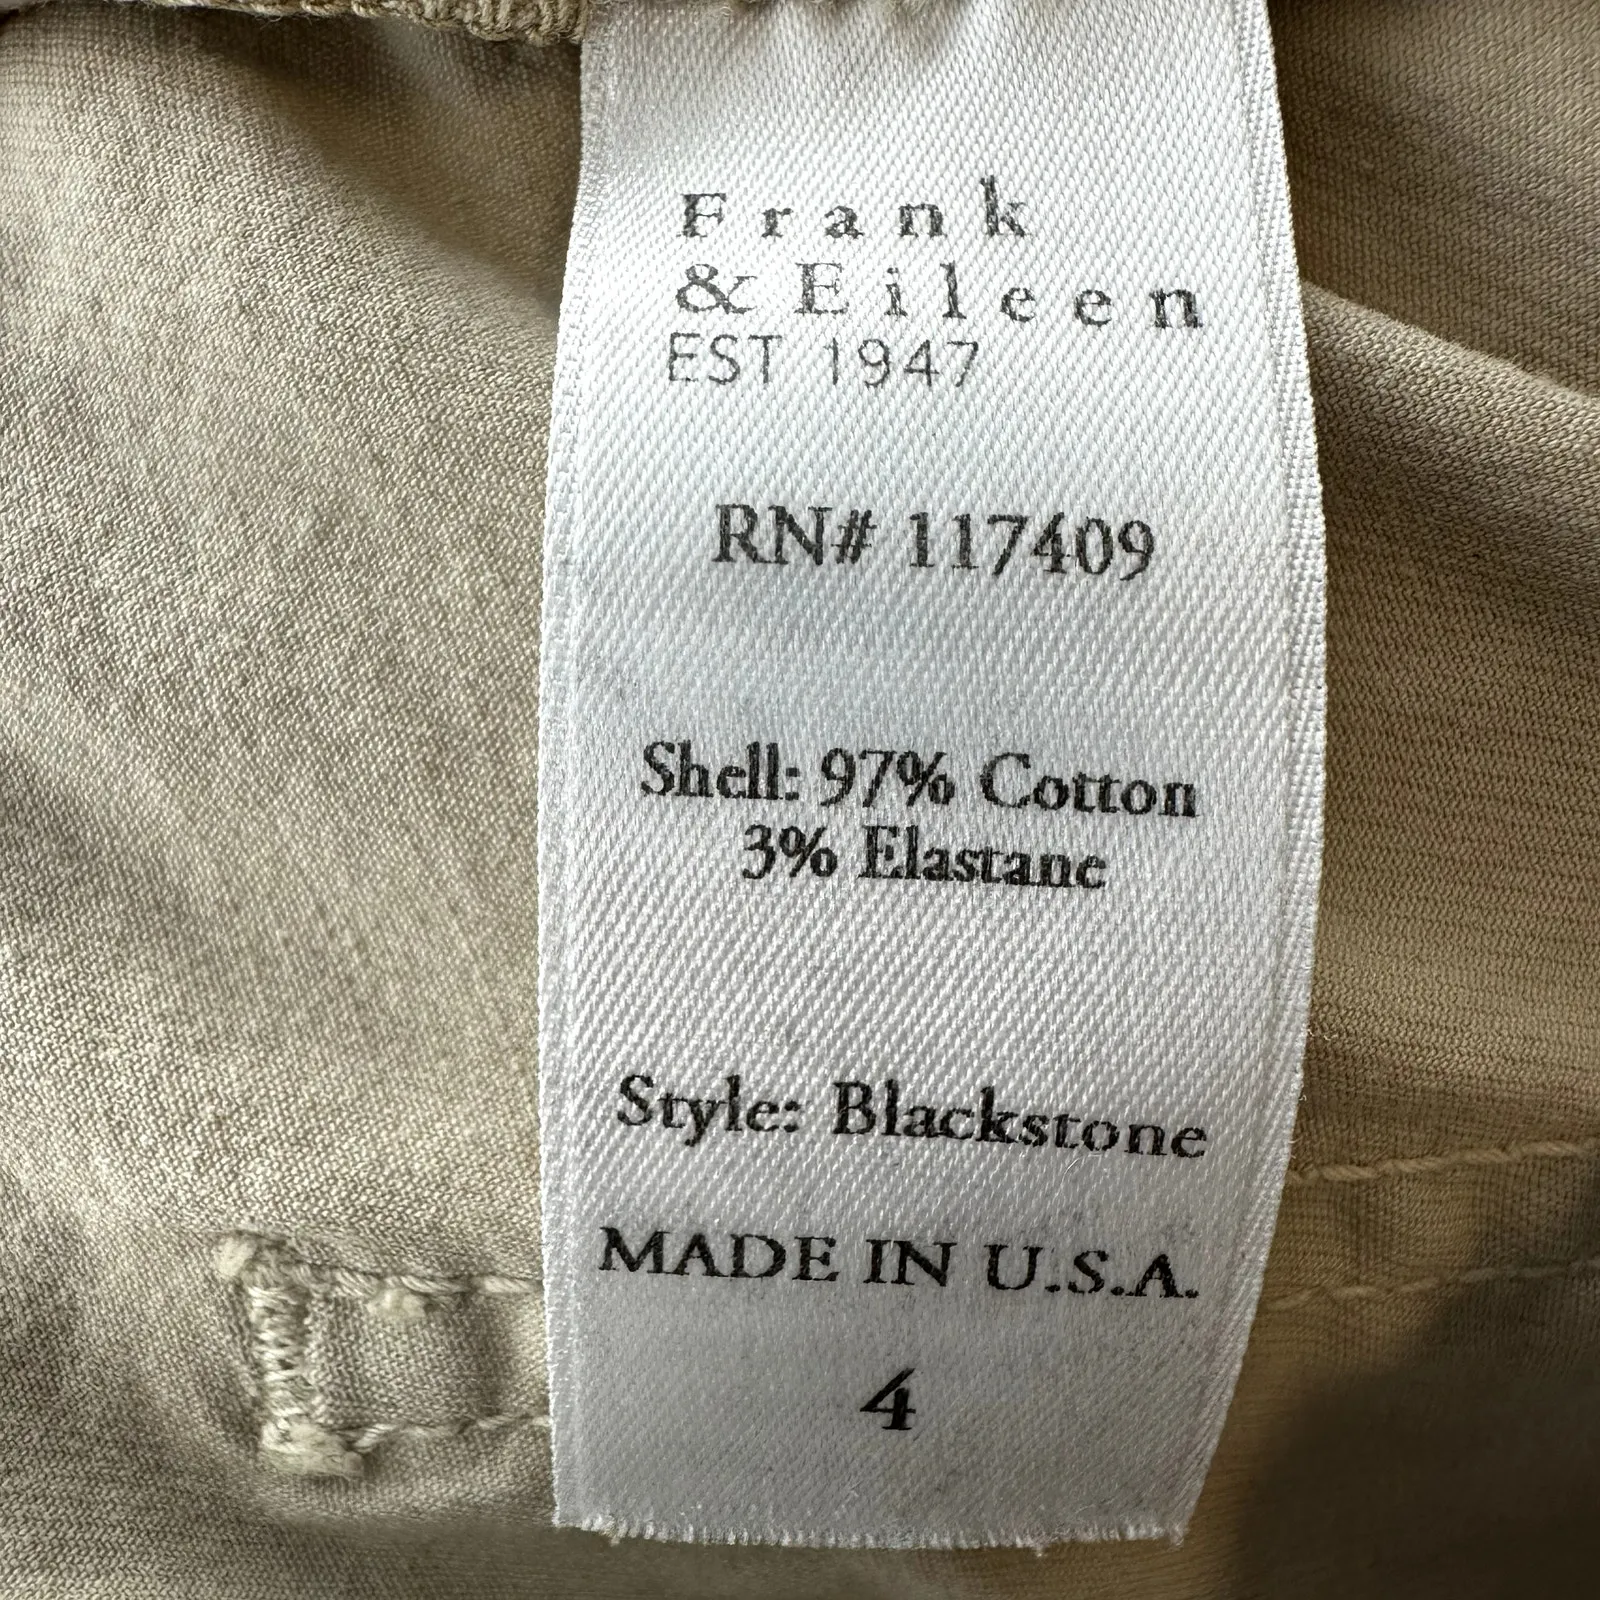 Frank
& Eileen
EST 1947
RN# 117409
Shell: 97% Cotton
3% Elastane
Style: Blackstone
MADE IN U.S.A.
4